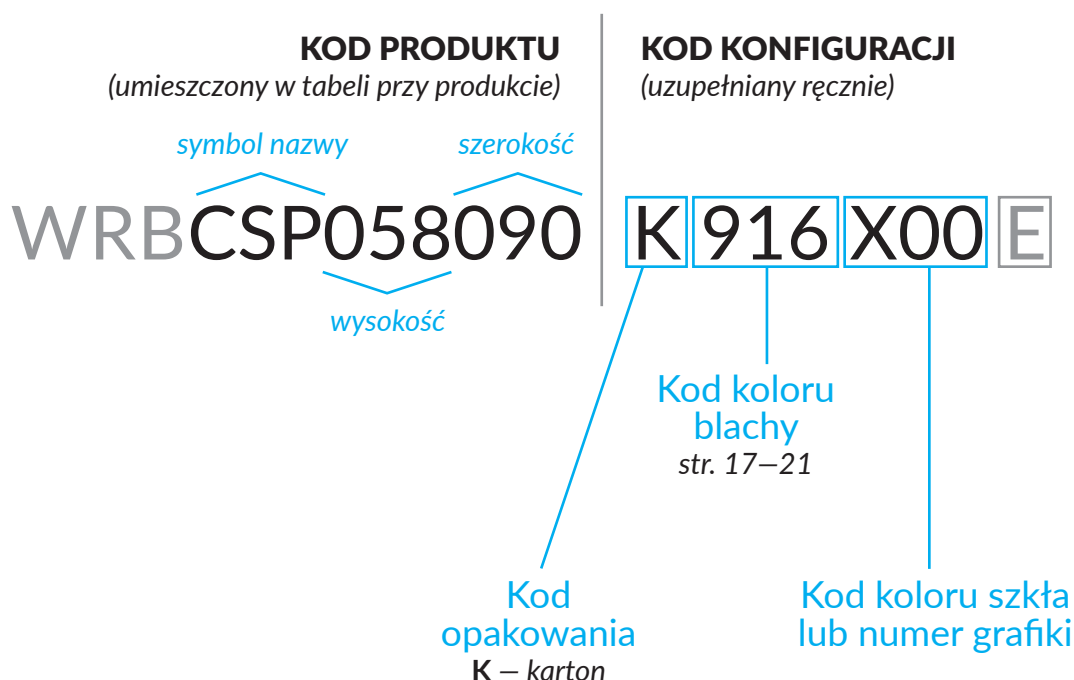 KOD PRODUKTU
(umieszczony w tabeli przy produkcie)
KOD KONFIGURACJI
(uzupełniany ręcznie)
symbol nazwy
szerokość
WRBCSP058090 K 916 X00 E
wysokość
Kod koloru
blachy
str. 17—21
Kod
opakowania
K — karton
Kod koloru szkła
lub numer grafiki